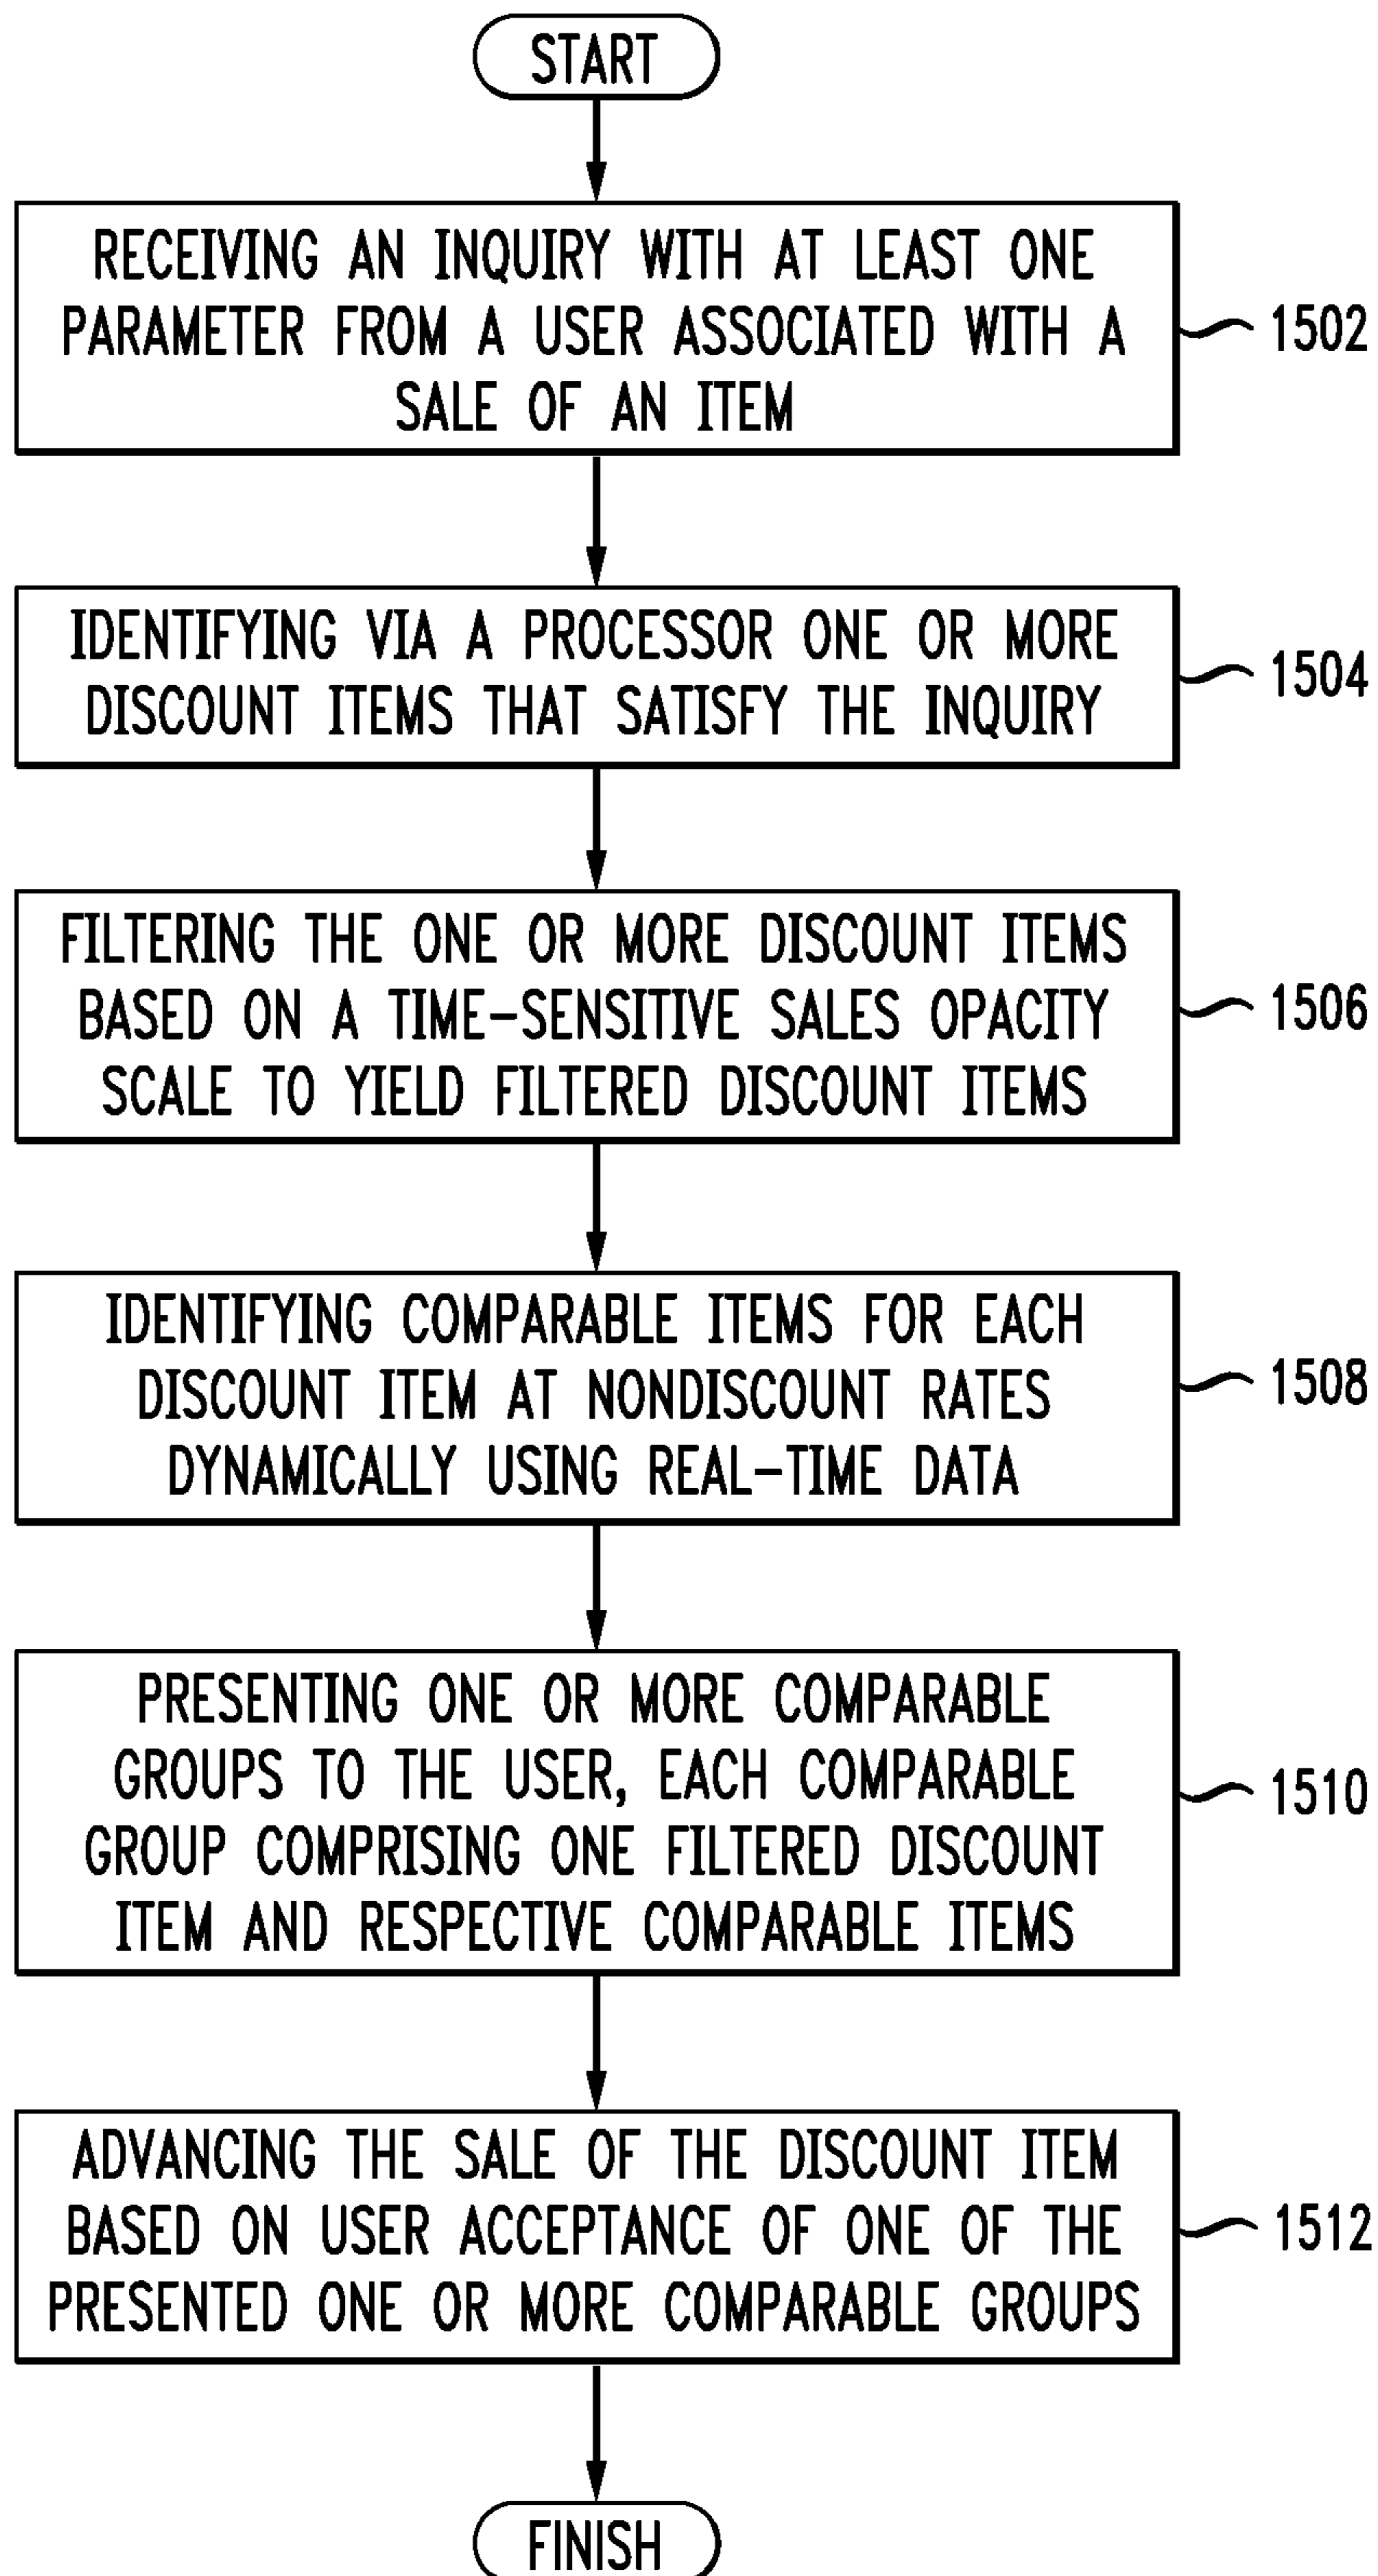 START
RECEIVING AN INQUIRY WITH AT LEAST ONE
PARAMETER FROM A USER ASSOCIATED WITH A
SALE OF AN ITEM
1502
IDENTIFYING VIA A PROCESSOR ONE OR MORE
DISCOUNT ITEMS THAT SATISFY THE INQUIRY
1504
FILTERING THE ONE OR MORE DISCOUNT ITEMS
BASED ON A TIME-SENSITIVE SALES OPACITY
SCALE TO YIELD FILTERED DISCOUNT ITEMS
1506
IDENTIFYING COMPARABLE ITEMS FOR EACH
DISCOUNT ITEM AT NONDISCOUNT RATES
DYNAMICALLY USING REAL-TIME DATA
1508
PRESENTING ONE OR MORE COMPARABLE
GROUPS TO THE USER, EACH COMPARABLE
GROUP COMPRISING ONE FILTERED DISCOUNT
ITEM AND RESPECTIVE COMPARABLE ITEMS
1510
ADVANCING THE SALE OF THE DISCOUNT ITEM
BASED ON USER ACCEPTANCE OF ONE OF THE
PRESENTED ONE OR MORE COMPARABLE GROUPS
1512
FINISH